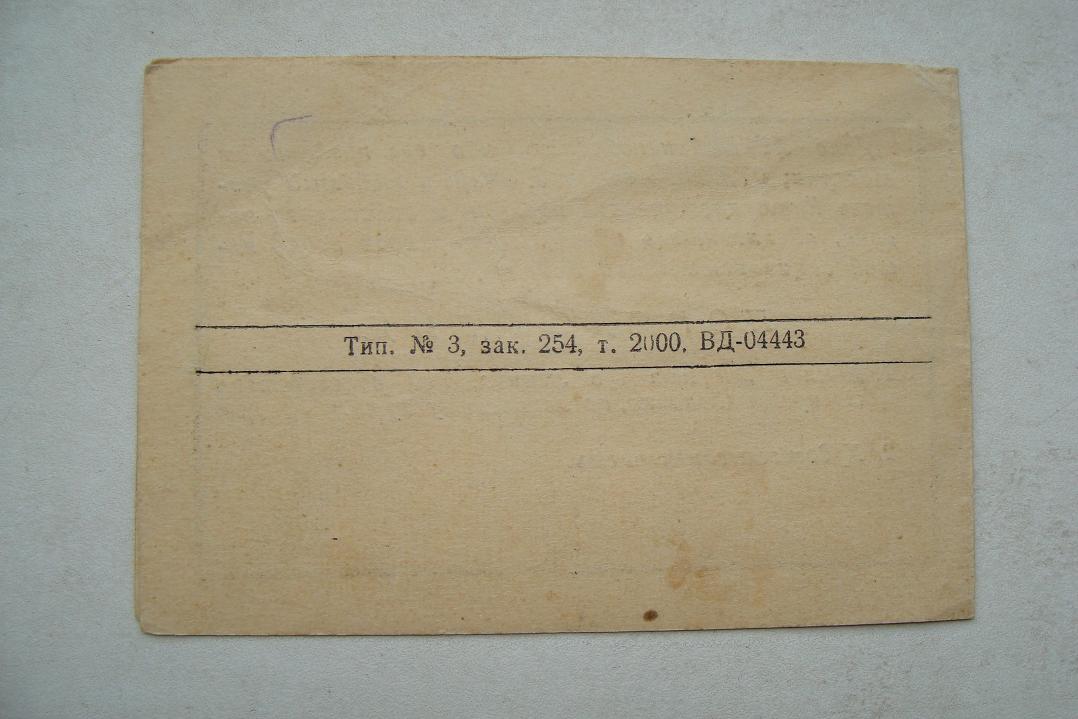 Тип. № 3, зак. 254, т. 2000. ВД-04443